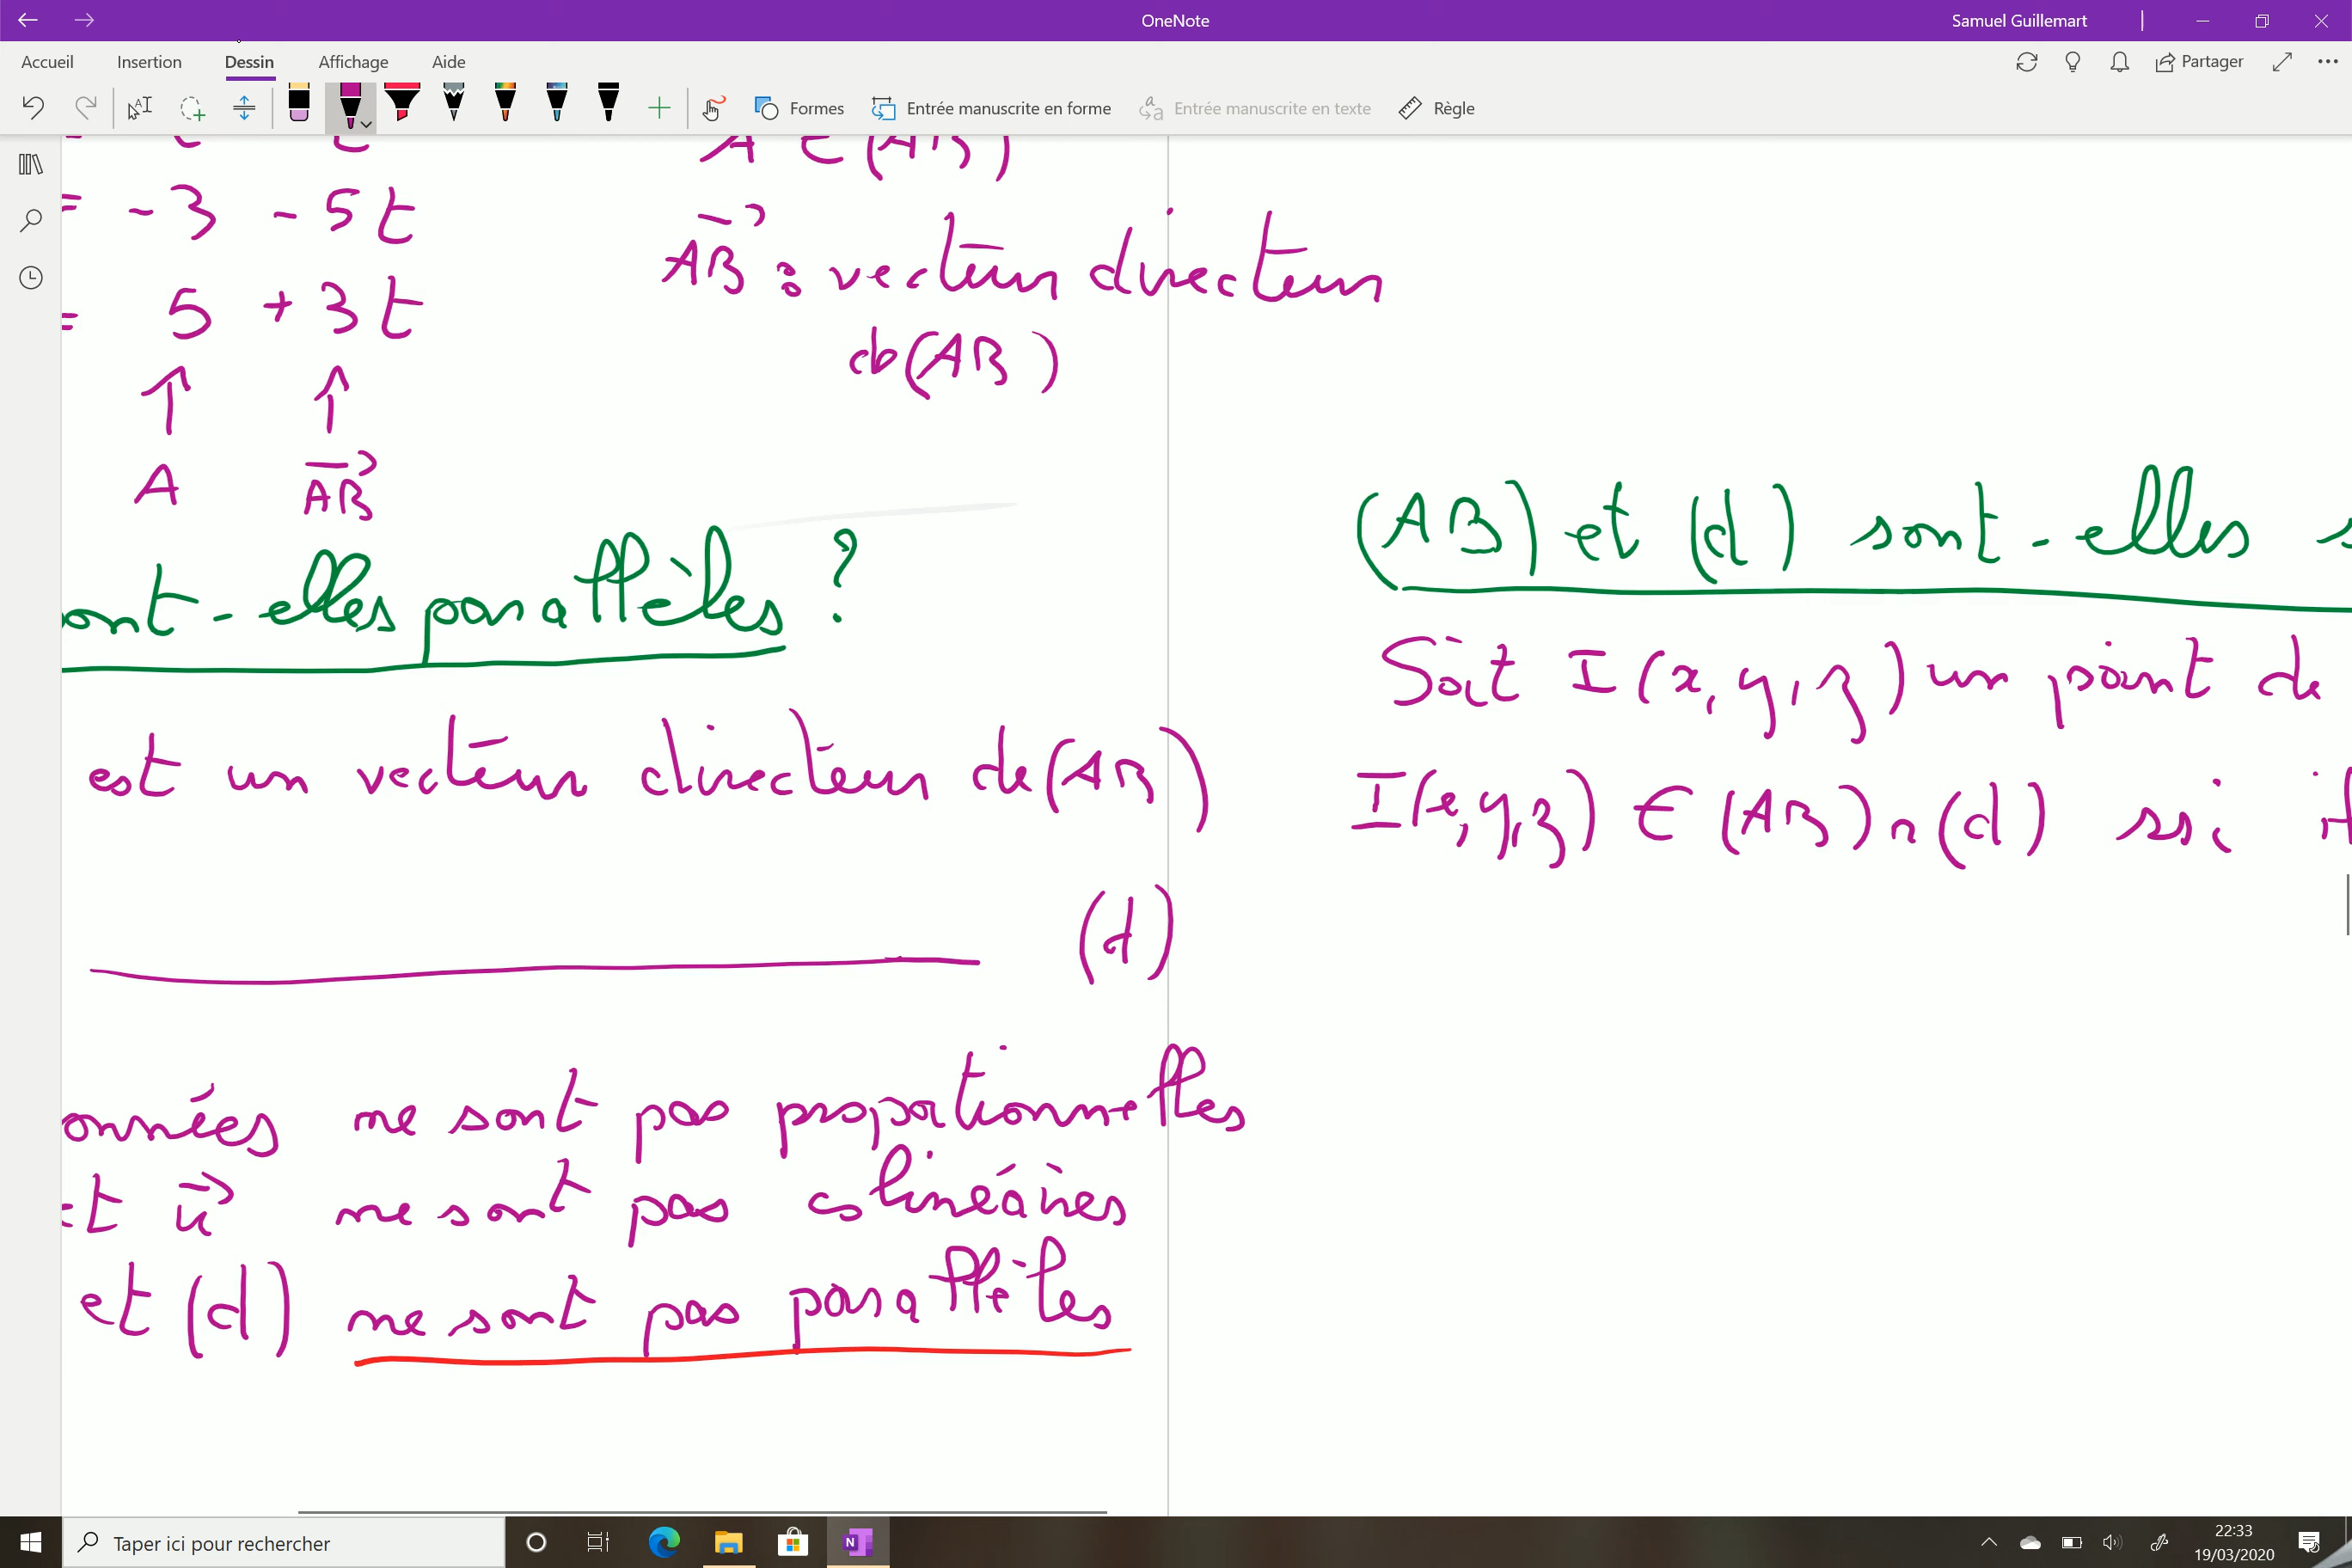 OneNote
Samuel Guillemart
Accueil Insertion Dessin Affichage Aide
Partager
Formes Entrée manuscrite en forme Entrée manuscrite en texte Règle
A ∈ (AB)
= -3 - 5t
AB : vecteur directeur
= 5 + 3t
de (AB)
↑ ↑
A AB
ont-elles parallèles ?
est un vecteur directeur de (AB)
(d)
onnées ne sont pas proportionnelles
et u ne sont pas colinéaires
et (d) ne sont pas parallèles
(AB) et (d) sont-elles s
Soit I(x, y, z) un point de
I(x, y, z) ∈ (AB) ∩ (d) ssi
Taper ici pour rechercher
22:33
19/03/2020